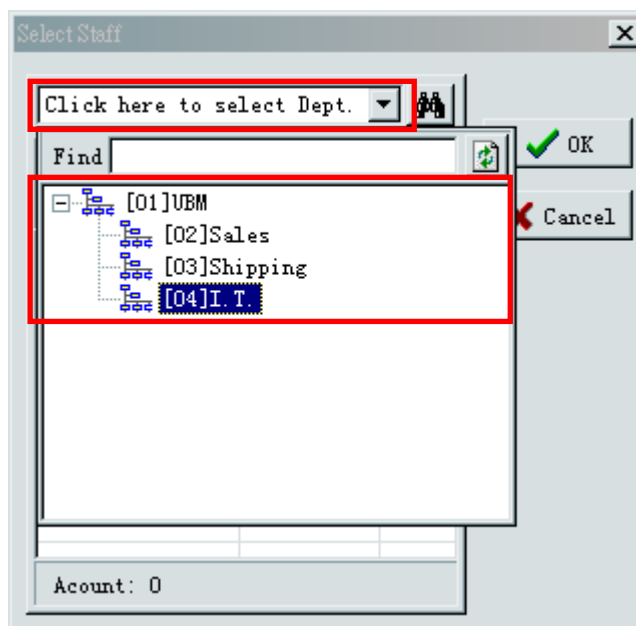 Select Staff
Click here to select Dept.
Find
OK
[01]UBM
Cancel
[02]Sales
[03]Shipping
[04]I.T.
Acount: 0